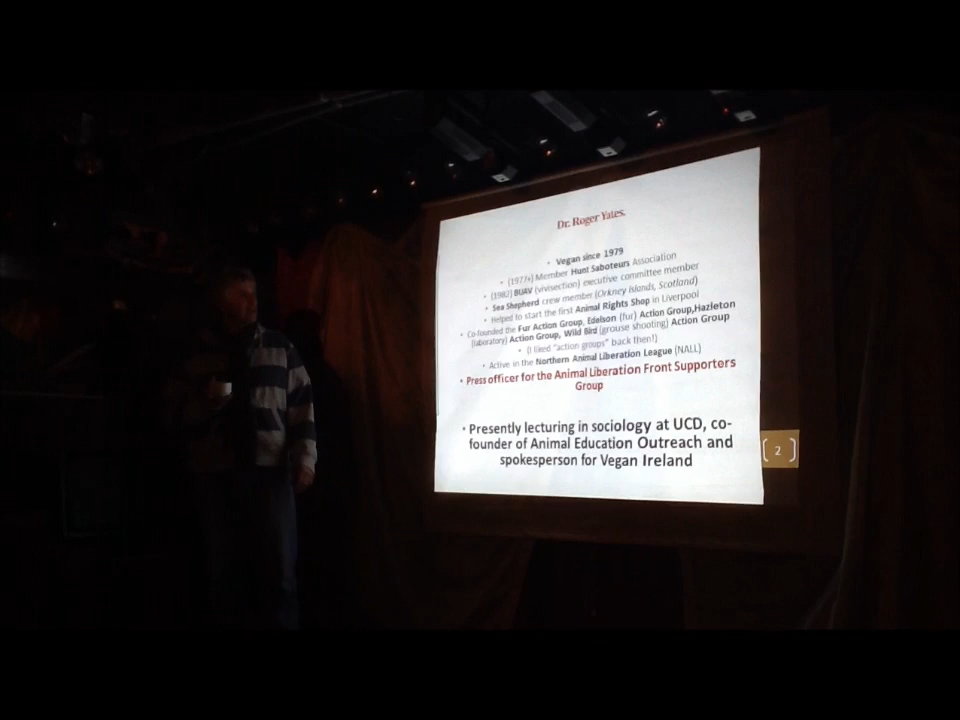 Dr. Roger Yates.
• Vegan since 1979
• (1977+) Member Hunt Saboteurs Association
• (1982) BUAV (vivisection) executive committee member
• Sea Shepherd crew member (Orkney Islands, Scotland)
• Helped to start the first Animal Rights Shop in Liverpool
• Co-founded the Fur Action Group, Edelson (fur) Action Group,Hazleton
(laboratory) Action Group, Wild Bird (grouse shooting) Action Group
• (I liked "action groups" back then!)
• Active in the Northern Animal Liberation League (NALL)
• Press officer for the Animal Liberation Front Supporters
Group
• Presently lecturing in sociology at UCD, co-
founder of Animal Education Outreach and
spokesperson for Vegan Ireland
2